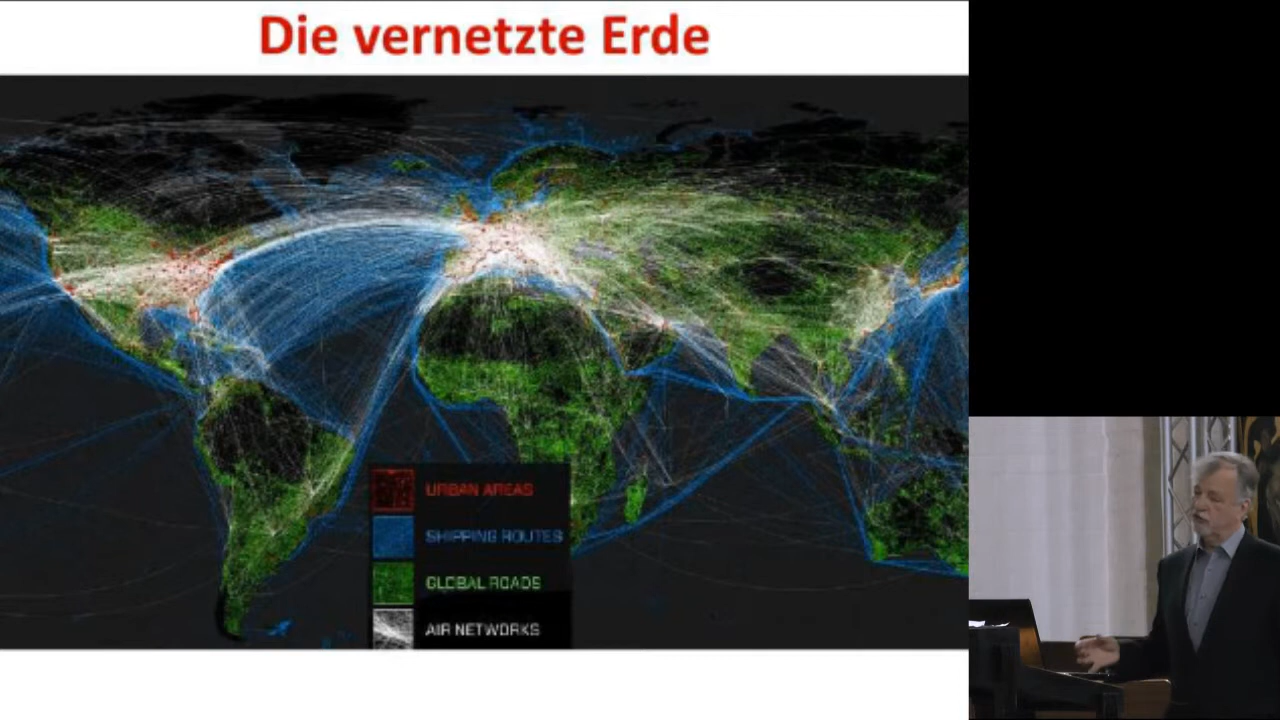 Die vernetzte Erde
URBAN AREAS
SHIPPING ROUTES
GLOBAL ROADS
AIR NETWORKS